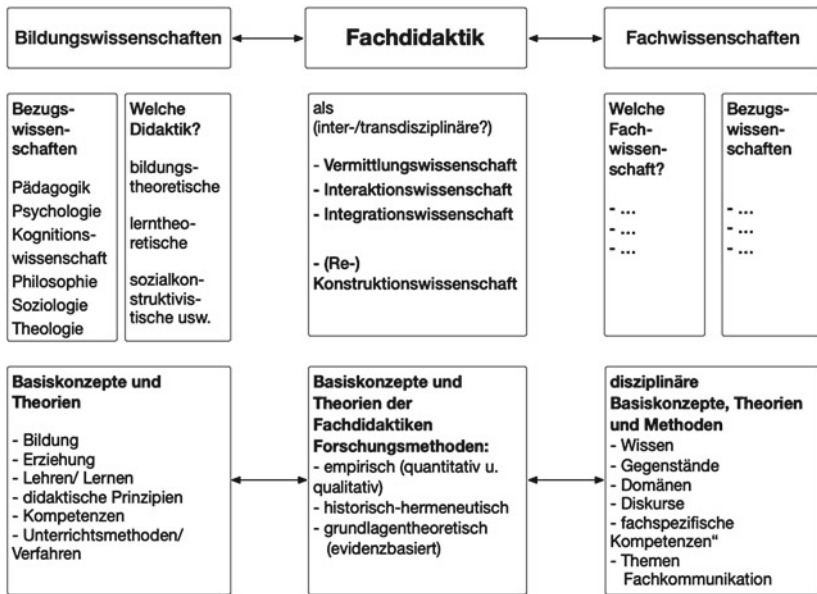 Bildungswissenschaften
Fachdidaktik
Fachwissenschaften
Bezugs-
wissen-
schaften
Pädagogik
Psychologie
Kognitions-
wissenschaft
Philosophie
Soziologie
Theologie
Welche
Didaktik?
bildungs-
theoretische
lerntheo-
retische
sozialkon-
struktivis-
tische usw.
als
(inter-/transdisziplinäre?)
- Vermittlungswissenschaft
- Interaktionswissenschaft
- Integrationswissenschaft
- (Re-)
Konstruktionswissenschaft
Welche
Fach-
wissen-
schaft?
- ...
- ...
- ...
Bezugs-
wissenschaften
- ...
- ...
- ...
Basiskonzepte und
Theorien
- Bildung
- Erziehung
- Lehren/ Lernen
- didaktische Prinzipien
- Kompetenzen
- Unterrichtsmethoden/
Verfahren
Basiskonzepte und
Theorien der
Fachdidaktiken
Forschungsmethoden:
- empirisch (quantitativ u.
qualitativ)
- historisch-hermeneutisch
- grundlagentheoretisch
(evidenzbasiert)
disziplinäre
Basiskonzepte, Theorien
und Methoden
- Wissen
- Gegenstände
- Domänen
- Diskurse
- fachspezifische
Kompetenzen“
- Themen
Fachkommunikation